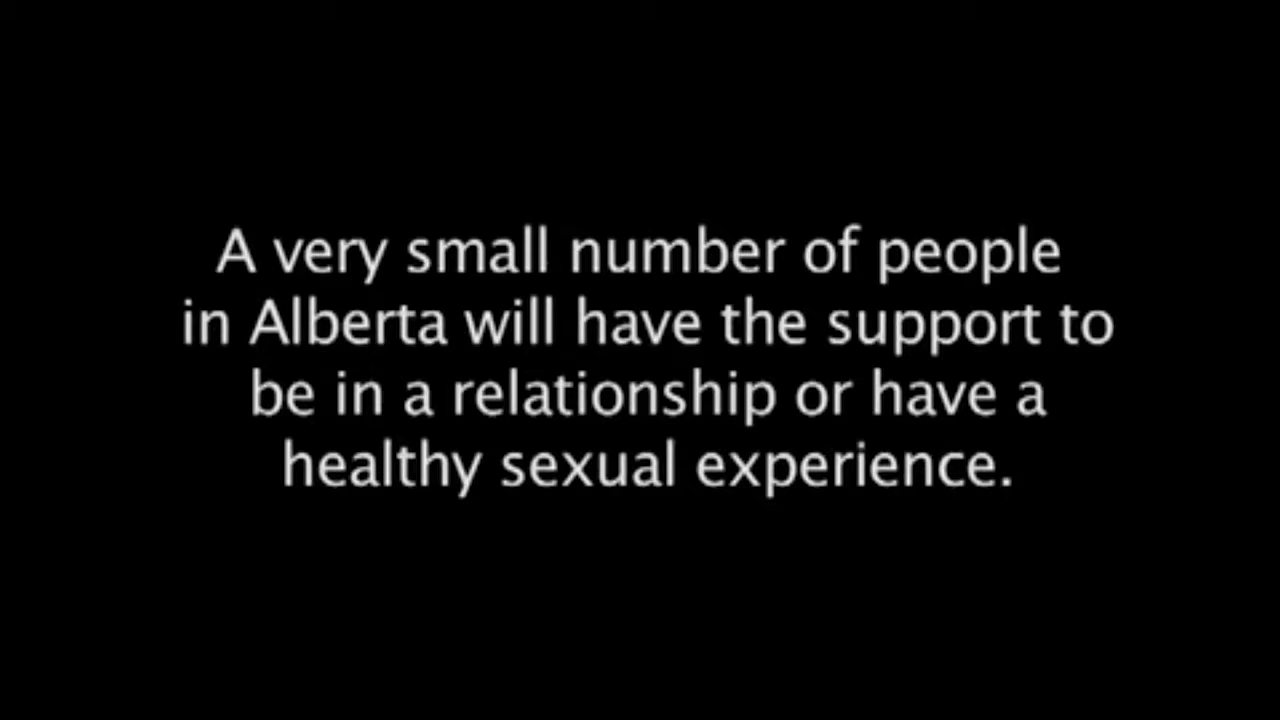 A very small number of people
in Alberta will have the support to
be in a relationship or have a
healthy sexual experience.